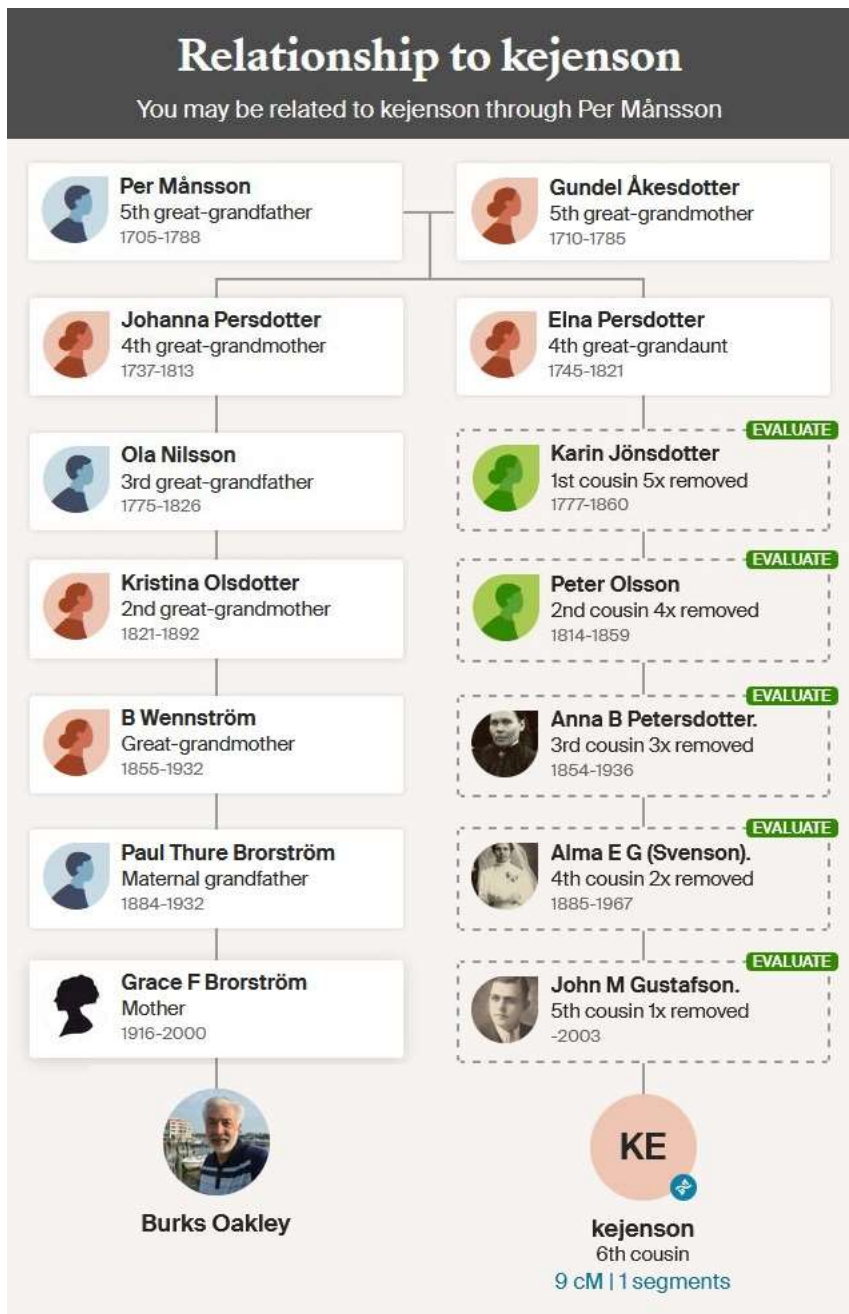 Relationship to kejenson
You may be related to kejenson through Per Månsson
Per Månsson
5th great-grandfather
1705-1788
Gundel Åkesdotter
5th great-grandmother
1710-1785
Johanna Persdotter
4th great-grandmother
1737-1813
Elna Persdotter
4th great-grandaunt
1745-1821
Ola Nilsson
3rd great-grandfather
1775-1826
EVALUATE
Karin Jönsdotter
1st cousin 5x removed
1777-1860
Kristina Olsdotter
2nd great-grandmother
1821-1892
EVALUATE
Peter Olsson
2nd cousin 4x removed
1814-1859
B Wennström
Great-grandmother
1855-1932
EVALUATE
Anna B Petersdotter.
3rd cousin 3x removed
1854-1936
Paul Thure Brorström
Maternal grandfather
1884-1932
EVALUATE
Alma E G (Svenson).
4th cousin 2x removed
1885-1967
Grace F Brorström
Mother
1916-2000
EVALUATE
John M Gustafson.
5th cousin 1x removed
-2003
Burks Oakley
KE
kejenson
6th cousin
9 cM | 1 segments